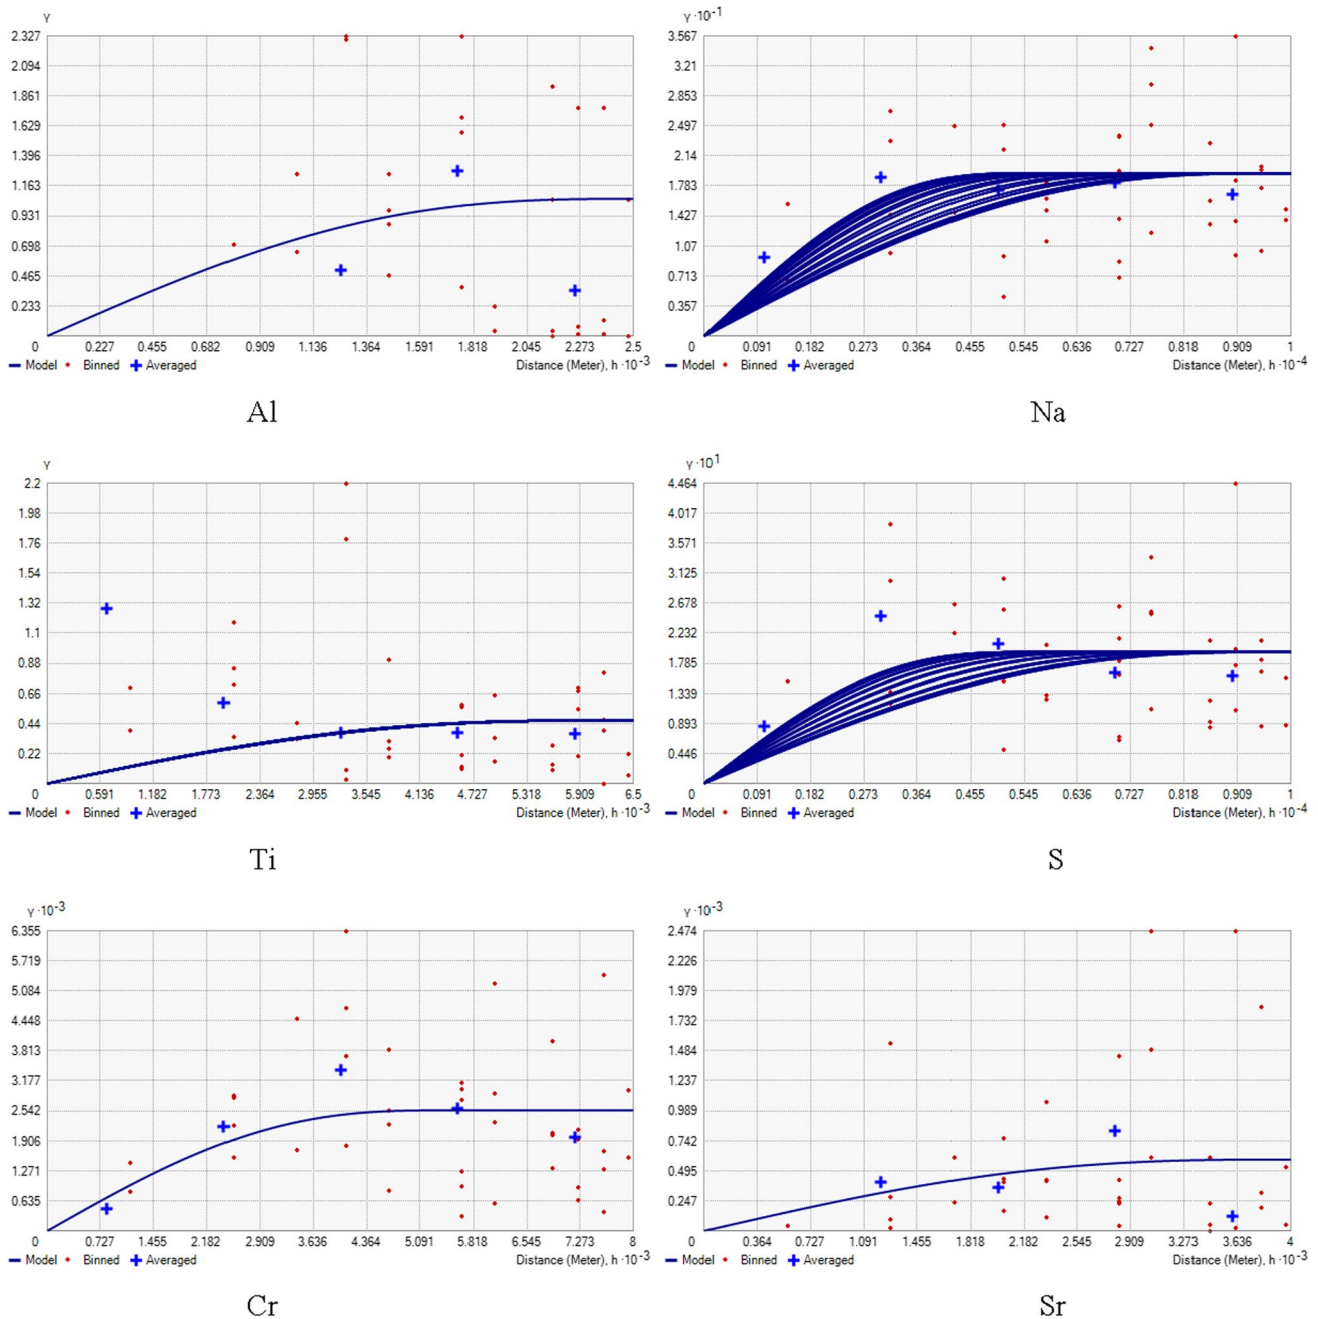 γ
2.327
2.094
1.861
1.629
1.396
1.163
0.931
0.698
0.465
0.233
0 0.227 0.455 0.682 0.909 1.136 1.364 1.591 1.818 2.045 2.273 2.5
Model Binned Averaged Distance (Meter), h ·10-3
Al
γ ·10-1
3.567
3.21
2.853
2.497
2.14
1.783
1.427
1.07
0.713
0.357
0 0.091 0.182 0.273 0.364 0.455 0.545 0.636 0.727 0.818 0.909 1
Model Binned Averaged Distance (Meter), h ·10-4
Na
γ
2.2
1.98
1.76
1.54
1.32
1.1
0.88
0.66
0.44
0.22
0 0.591 1.182 1.773 2.364 2.955 3.545 4.136 4.727 5.318 5.909 6.5
Model Binned Averaged Distance (Meter), h ·10-3
Ti
γ ·101
4.464
4.017
3.571
3.125
2.678
2.232
1.785
1.339
0.893
0.446
0 0.091 0.182 0.273 0.364 0.455 0.545 0.636 0.727 0.818 0.909 1
Model Binned Averaged Distance (Meter), h ·10-4
S
γ ·10-3
6.355
5.719
5.084
4.448
3.813
3.177
2.542
1.906
1.271
0.635
0 0.727 1.455 2.182 2.909 3.636 4.364 5.091 5.818 6.545 7.273 8
Model Binned Averaged Distance (Meter), h ·10-3
Cr
γ ·10-3
2.474
2.226
1.979
1.732
1.484
1.237
0.989
0.742
0.495
0.247
0 0.364 0.727 1.091 1.455 1.818 2.182 2.545 2.909 3.273 3.636 4
Model Binned Averaged Distance (Meter), h ·10-3
Sr